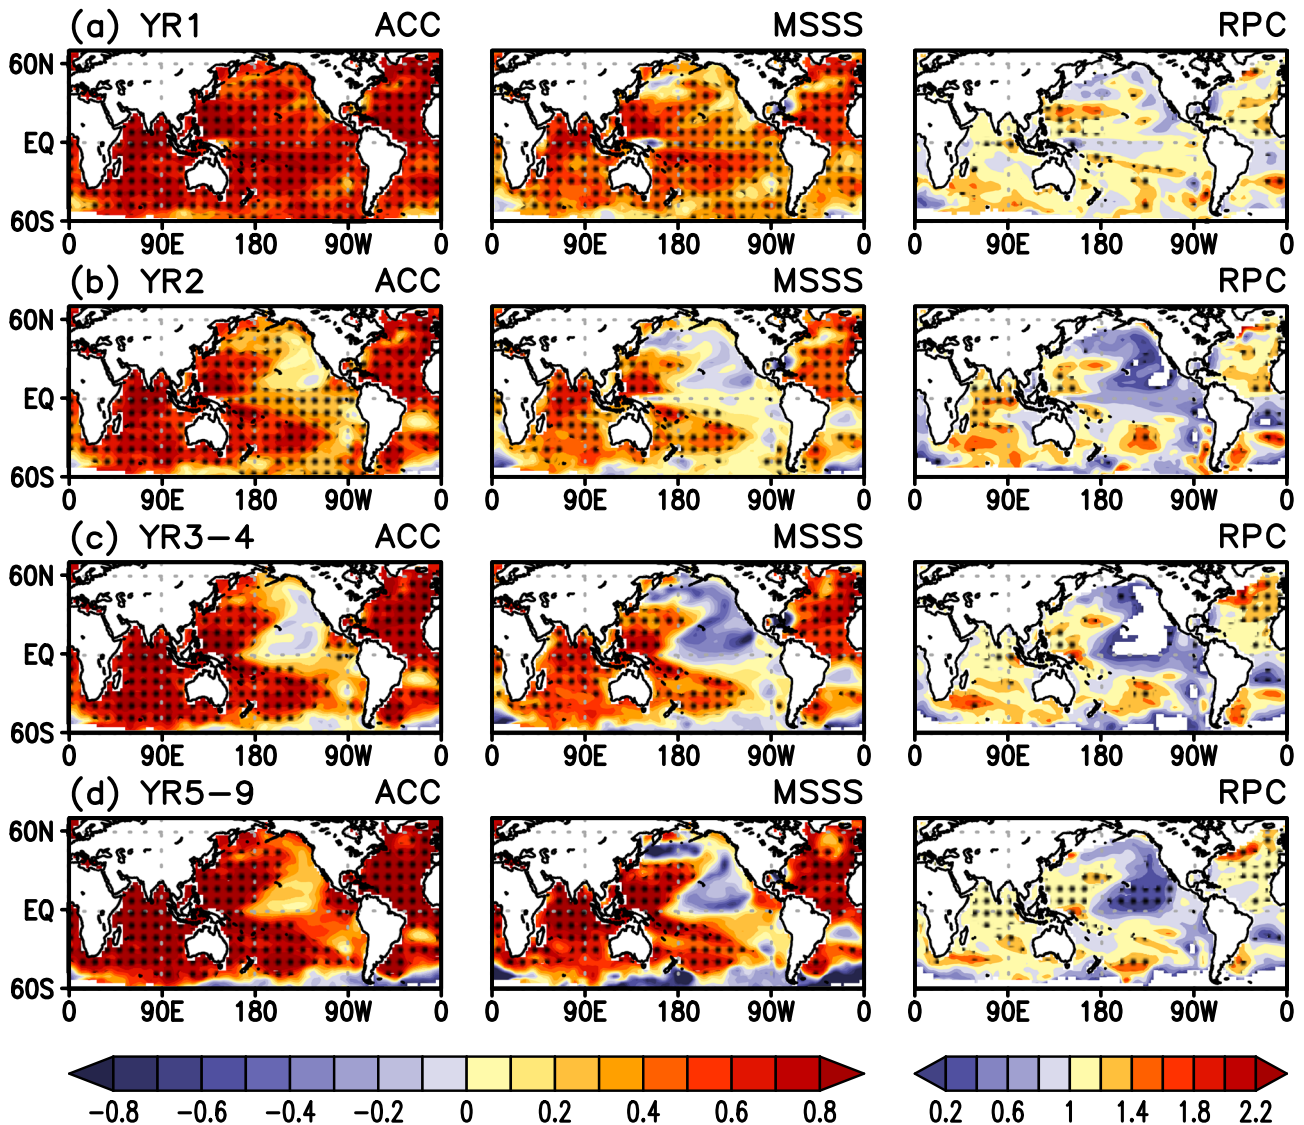 (a) YR1 ACC MSSS RPC
60N
EQ
60S
0 90E 180 90W 0 0 90E 180 90W 0 0 90E 180 90W 0
(b) YR2 ACC MSSS RPC
60N
EQ
60S
0 90E 180 90W 0 0 90E 180 90W 0 0 90E 180 90W 0
(c) YR3-4 ACC MSSS RPC
60N
EQ
60S
0 90E 180 90W 0 0 90E 180 90W 0 0 90E 180 90W 0
(d) YR5-9 ACC MSSS RPC
60N
EQ
60S
0 90E 180 90W 0 0 90E 180 90W 0 0 90E 180 90W 0
-0.8 -0.6 -0.4 -0.2 0 0.2 0.4 0.6 0.8 0.2 0.6 1 1.4 1.8 2.2